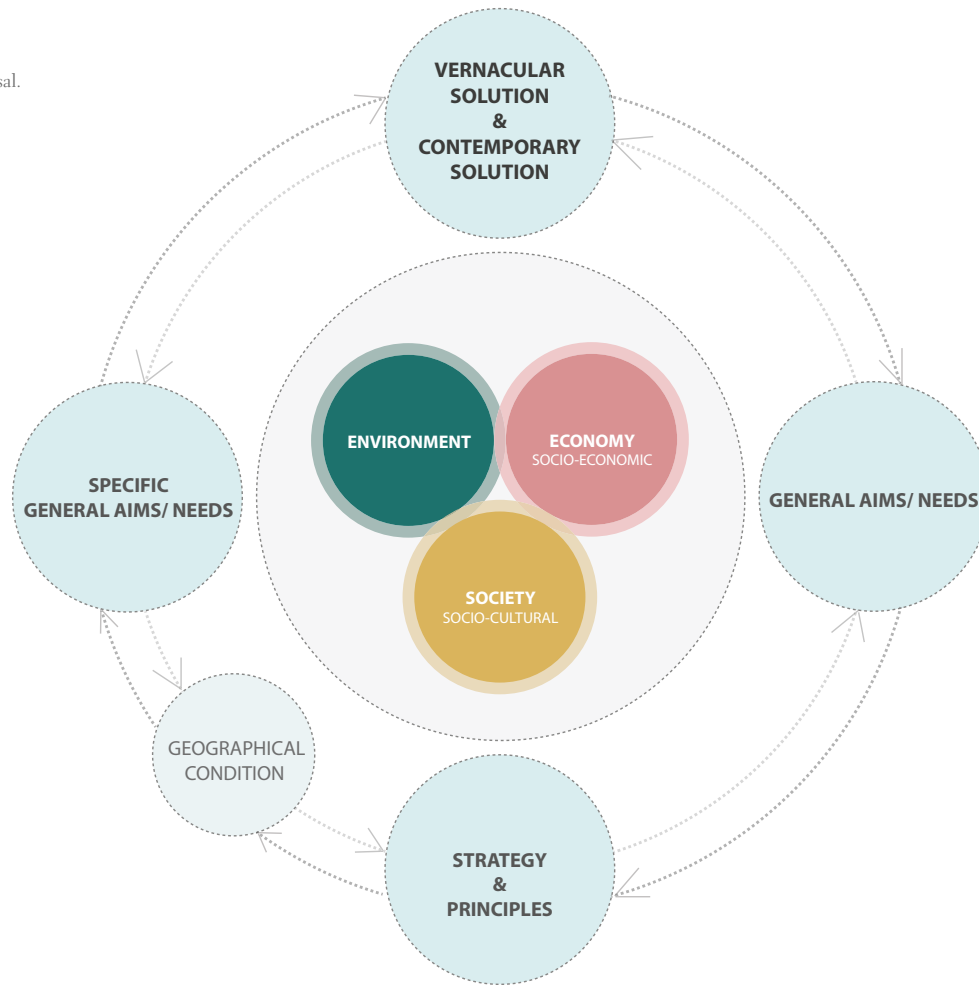 sal.
VERNACULAR
SOLUTION
&
CONTEMPORARY
SOLUTION
ENVIRONMENT
ECONOMY
SOCIO-ECONOMIC
SPECIFIC
GENERAL AIMS/ NEEDS
GENERAL AIMS/ NEEDS
SOCIETY
SOCIO-CULTURAL
GEOGRAPHICAL
CONDITION
STRATEGY
&
PRINCIPLES